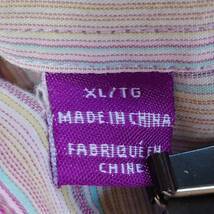 XL/TG
MADE IN CHINA
FABRIQUÉ EN
CHINE